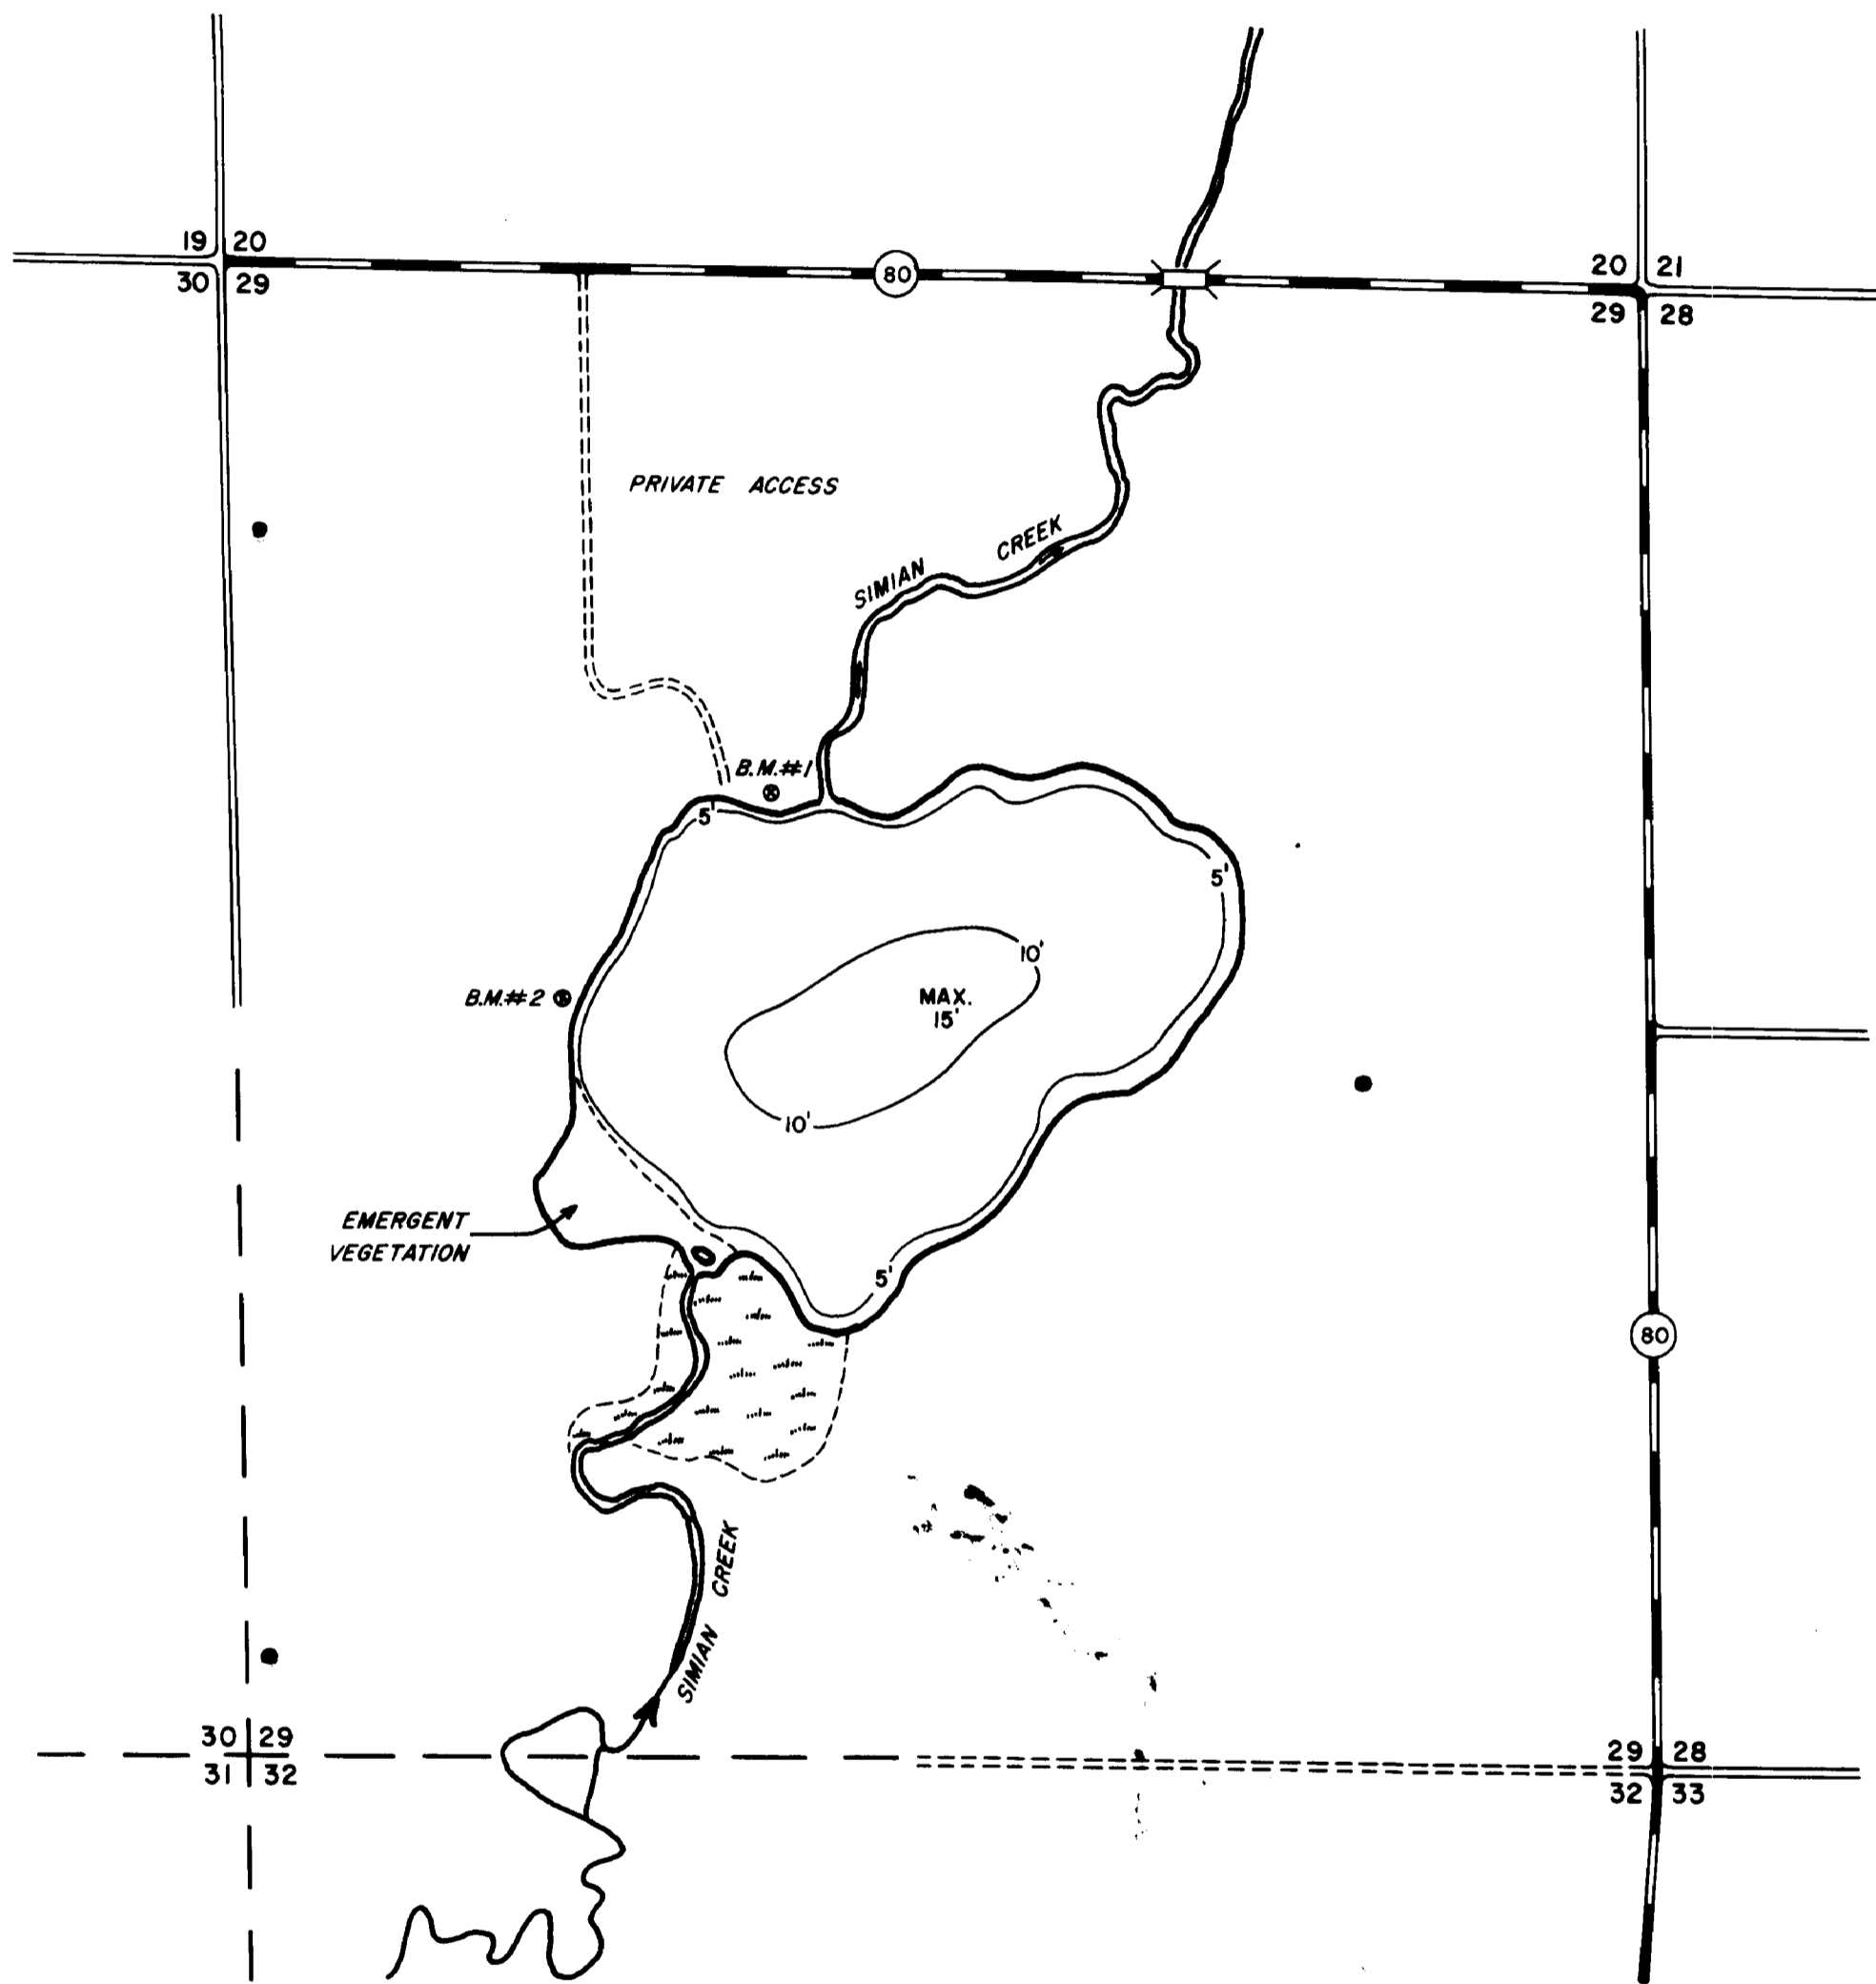 19 20
30 29
80
20 21
29 28
PRIVATE ACCESS
SIMIAN CREEK
B.M.#1
5'
5'
10'
B.M.#2
MAX.
15'
10'
EMERGENT
VEGETATION
5'
80
SIMIAN CREEK
30 29
31 32
29 28
32 33